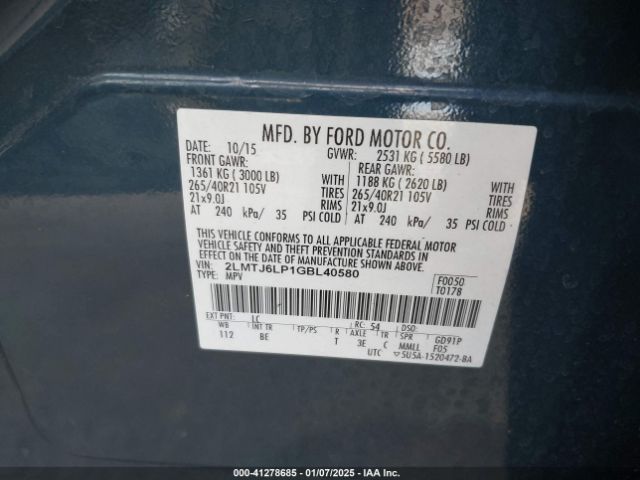 MFD. BY FORD MOTOR CO.
DATE: 10/15 GVWR: 2531 KG ( 5580 LB)
FRONT GAWR: REAR GAWR:
1361 KG ( 3000 LB) WITH 1188 KG ( 2620 LB) WITH
265/40R21 105V TIRES 265/40R21 105V TIRES
21x9.0J RIMS 21x9.0J RIMS
AT 240 kPa/ 35 PSI COLD AT 240 kPa/ 35 PSI COLD
THIS VEHICLE CONFORMS TO ALL APPLICABLE FEDERAL MOTOR
VEHICLE SAFETY AND THEFT PREVENTION STANDARDS IN
EFFECT ON THE DATE OF MANUFACTURE SHOWN ABOVE.
VIN: 2LMTJ6LP1GBL40580 F0050
TYPE: MPV T0178
EXT PNT: LC RC: 54 DSO:
WB INT TR TP/PS R AXLE TR SPR GD91P
112 BE T 3E C MMLL F05
UTC ▽5U5A-1520472-BA
00-41278685 - 01/07/2025 - IAA Inc.